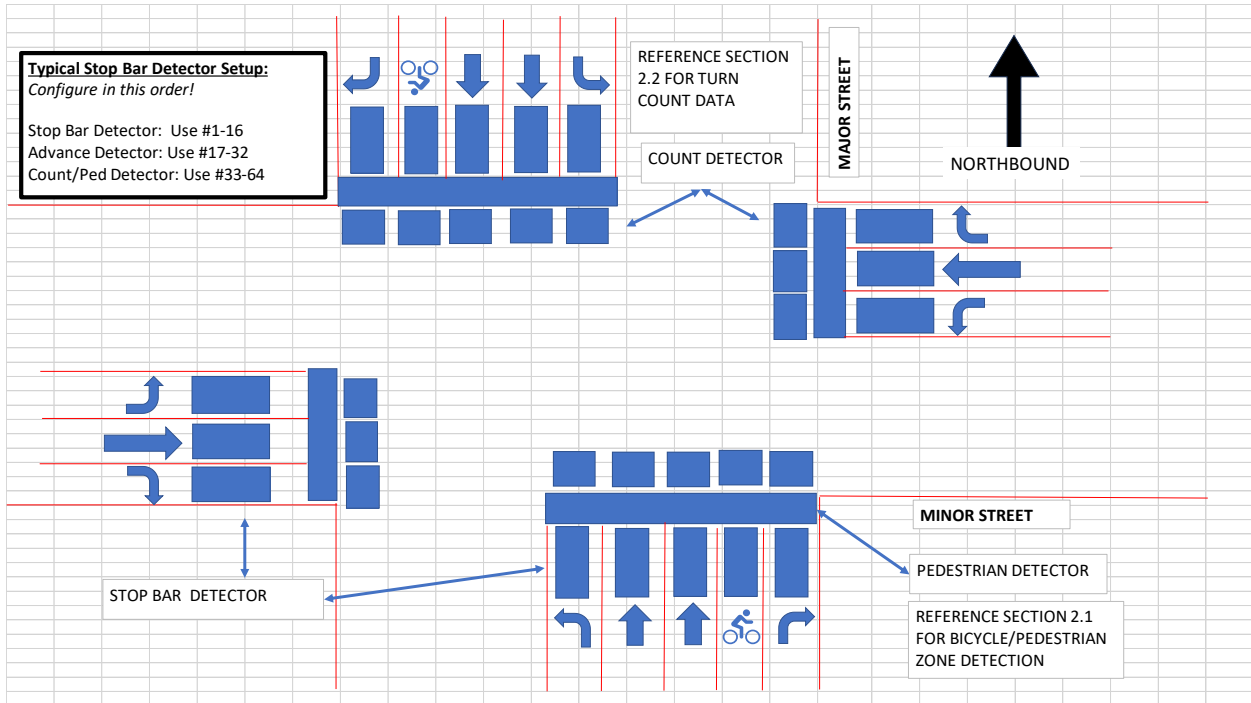 Typical Stop Bar Detector Setup:
Configure in this order!
Stop Bar Detector: Use #1-16
Advance Detector: Use #17-32
Count/Ped Detector: Use #33-64
REFERENCE SECTION
2.2 FOR TURN
COUNT DATA
COUNT DETECTOR
MAJOR STREET
NORTHBOUND
MINOR STREET
PEDESTRIAN DETECTOR
STOP BAR DETECTOR
REFERENCE SECTION 2.1
FOR BICYCLE/PEDESTRIAN
ZONE DETECTION